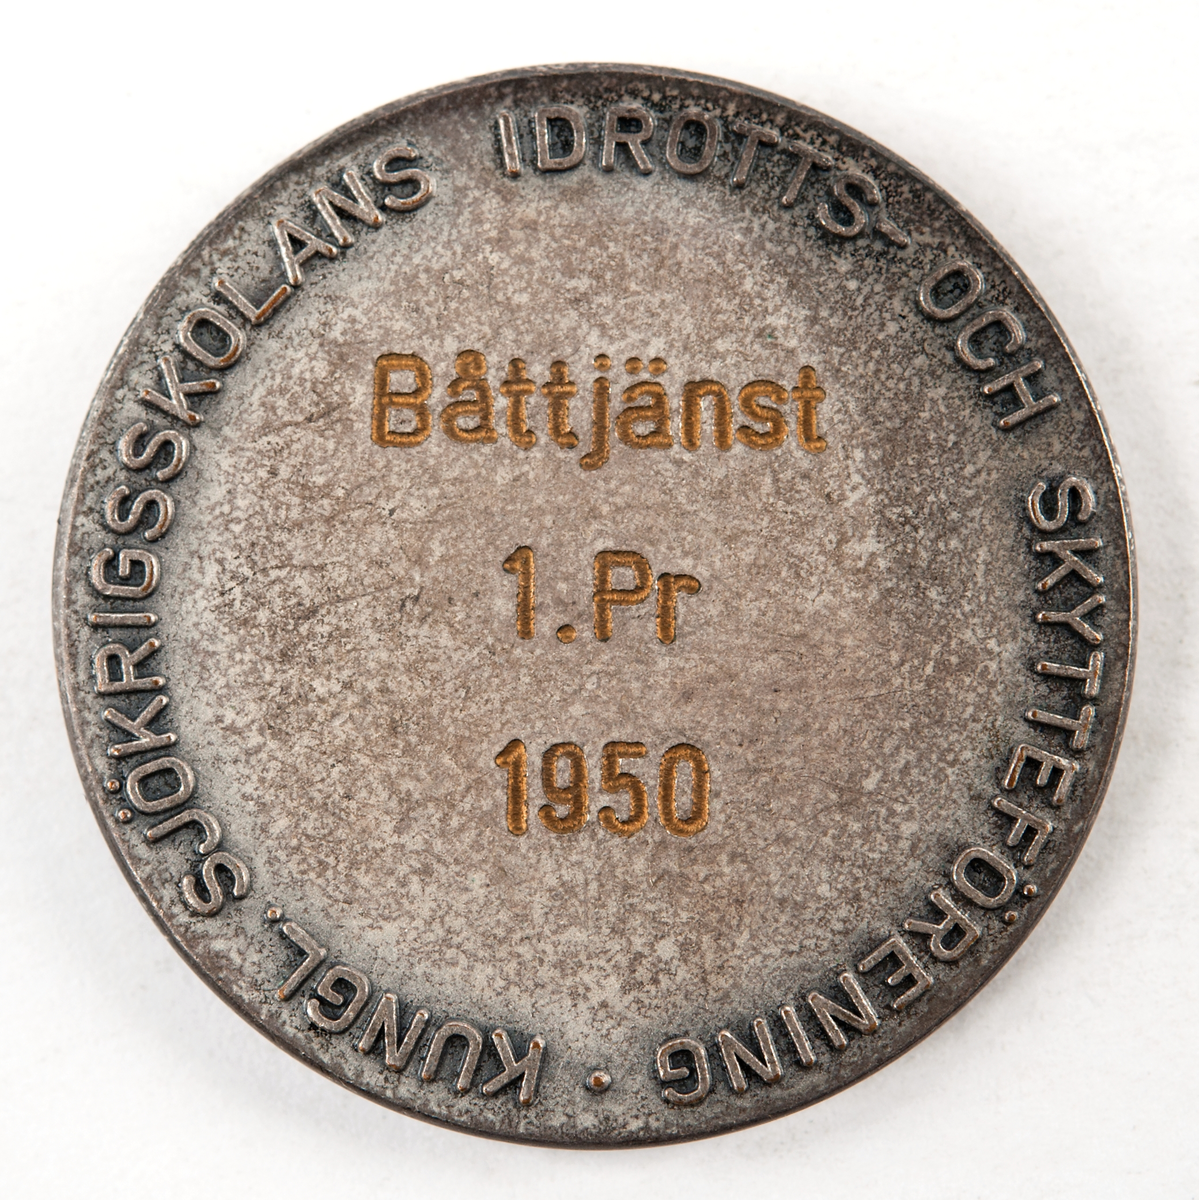 KUNGL. SJÖKRIGSSKOLANS IDROTTS- OCH SKYTTEFÖRENING ·
Båttjänst
1.Pr
1950